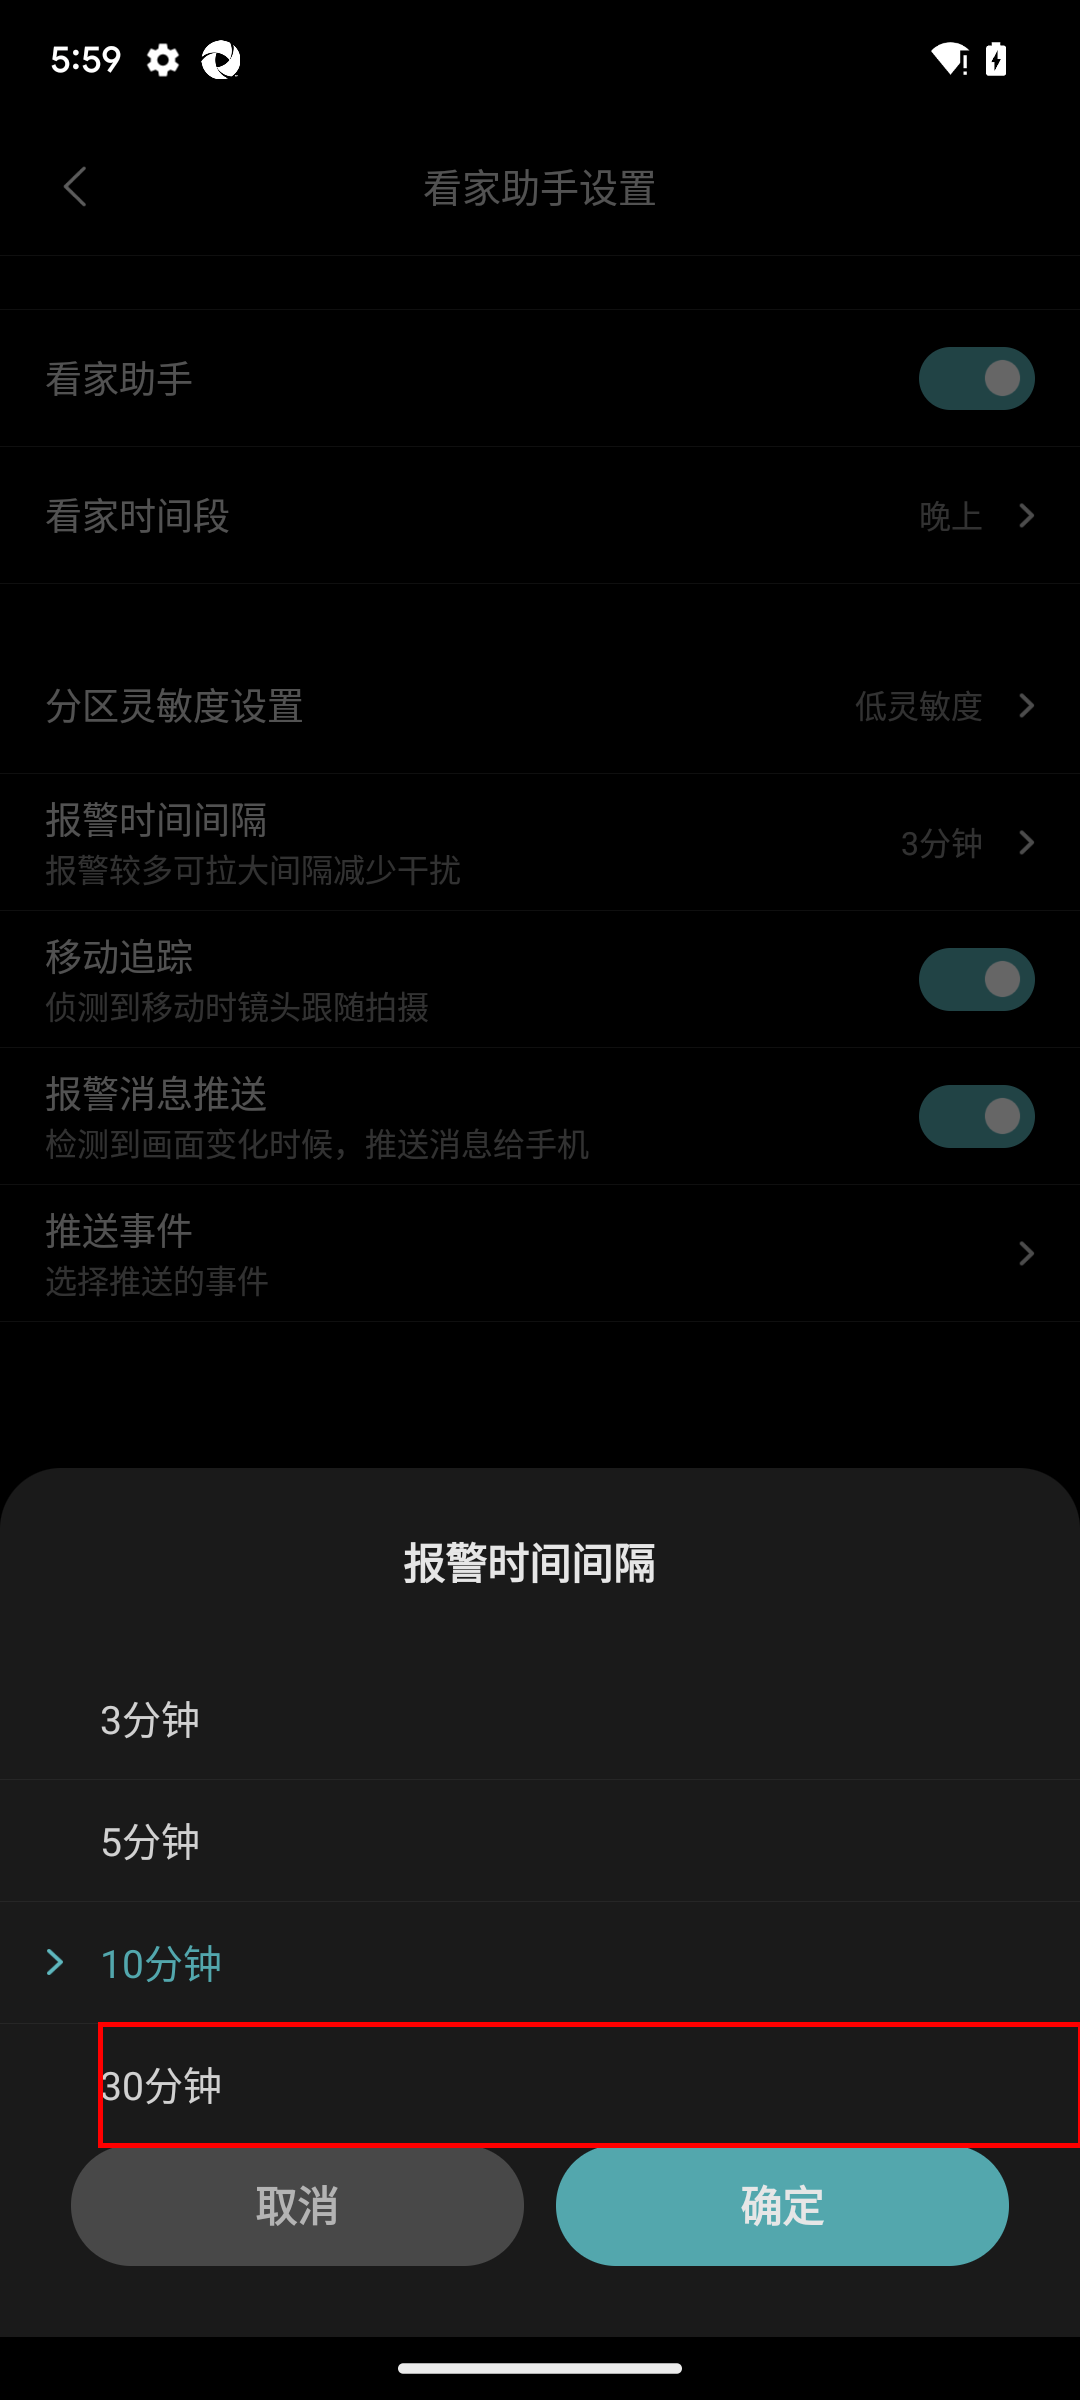 5:59
看家助手设置
看家助手
看家时间段
晚上
分区灵敏度设置
低灵敏度
报警时间间隔
报警较多可拉大间隔减少干扰
3分钟
移动追踪
侦测到移动时镜头跟随拍摄
报警消息推送
检测到画面变化时候，推送消息给手机
推送事件
选择推送的事件
报警时间间隔
3分钟
5分钟
10分钟
30分钟
取消
确定